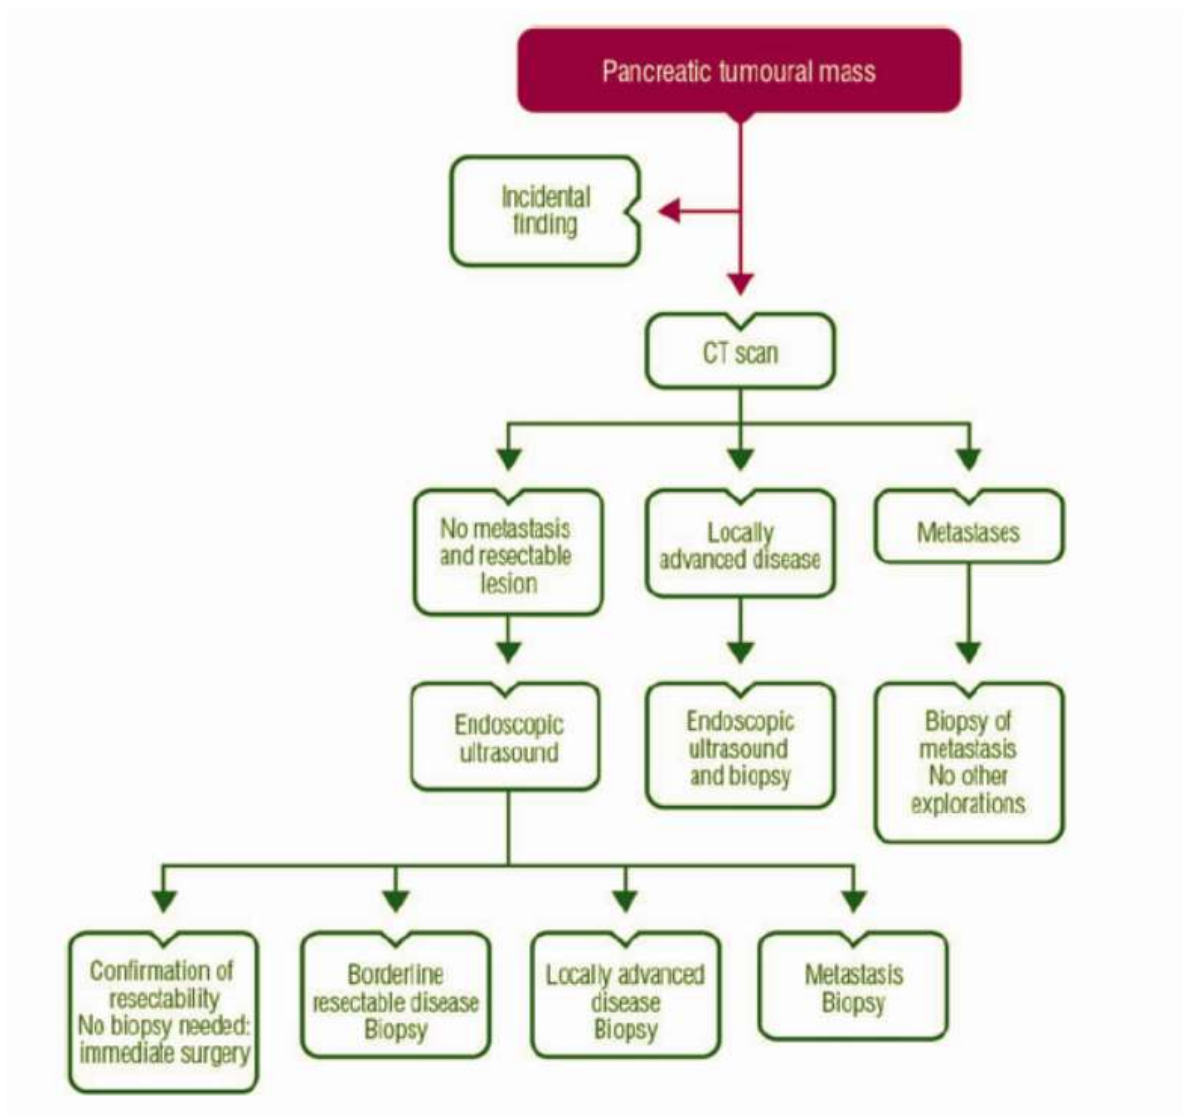 Pancreatic tumoural mass
Incidental
finding
CT scan
No metastasis
and resectable
lesion
Locally
advanced disease
Metastases
Endoscopic
ultrasound
Endoscopic
ultrasound
and biopsy
Biopsy of
metastasis
No other
explorations
Confirmation of
resectability
No biopsy needed:
immediate surgery
Borderline
resectable disease
Biopsy
Locally advanced
disease
Biopsy
Metastasis
Biopsy